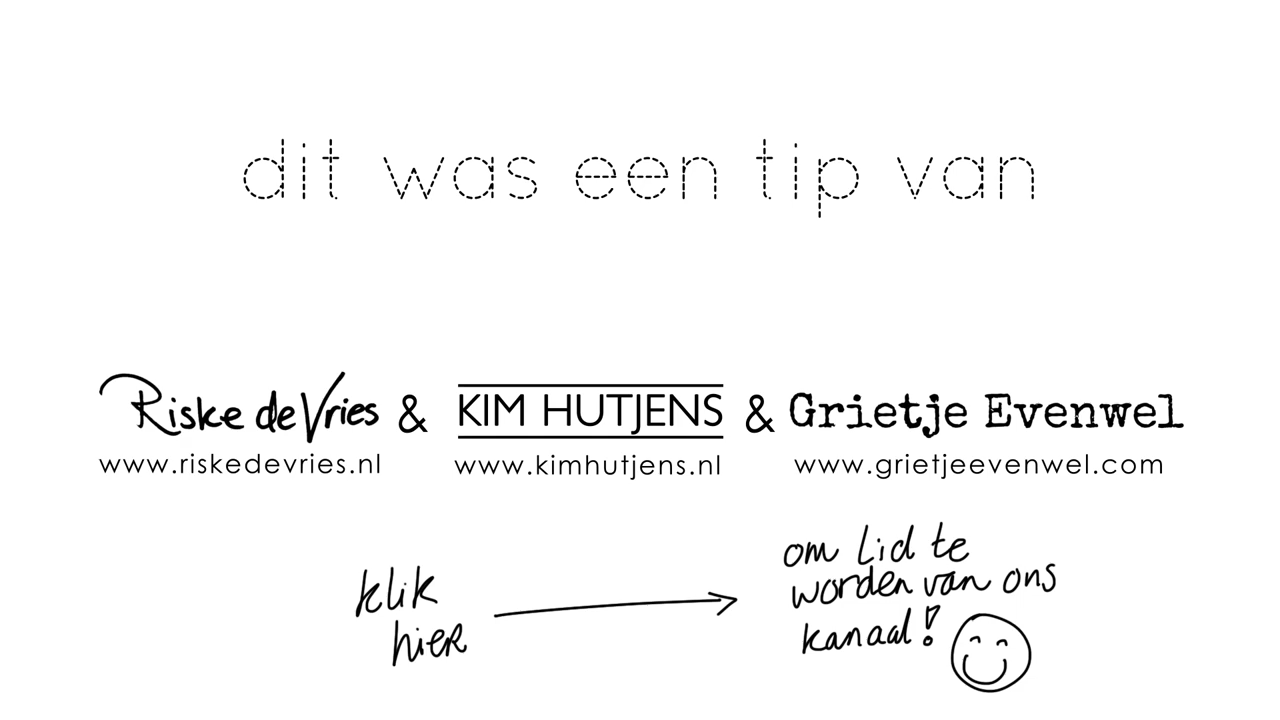 dit was een tip van
Riske de Vries & KIM HUTJENS & Grietje Evenwel
www.riskedevries.nl www.kimhutjens.nl www.grietjeevenwel.com
klik
hier
om lid te
worden van ons
kanaal!